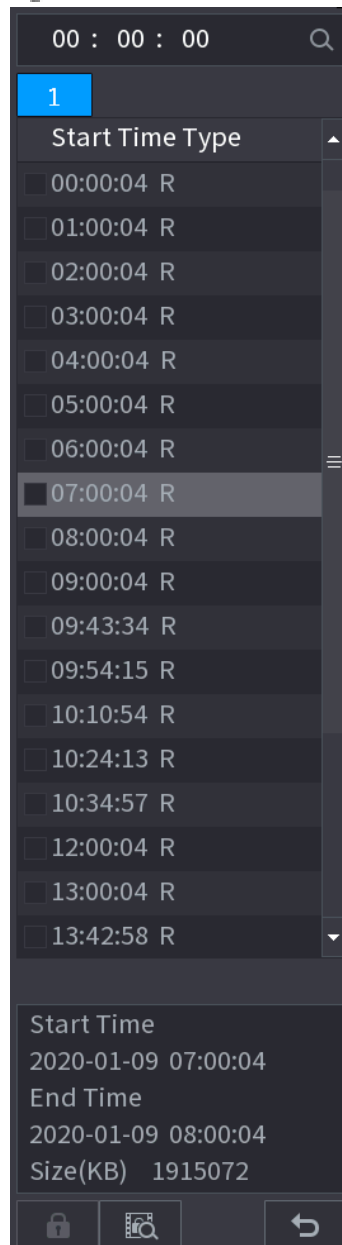 00 : 00 : 00
1
Start Time Type
00:00:04 R
01:00:04 R
02:00:04 R
03:00:04 R
04:00:04 R
05:00:04 R
06:00:04 R
07:00:04 R
08:00:04 R
09:00:04 R
09:43:34 R
09:54:15 R
10:10:54 R
10:24:13 R
10:34:57 R
12:00:04 R
13:00:04 R
13:42:58 R
Start Time
2020-01-09 07:00:04
End Time
2020-01-09 08:00:04
Size(KB) 1915072